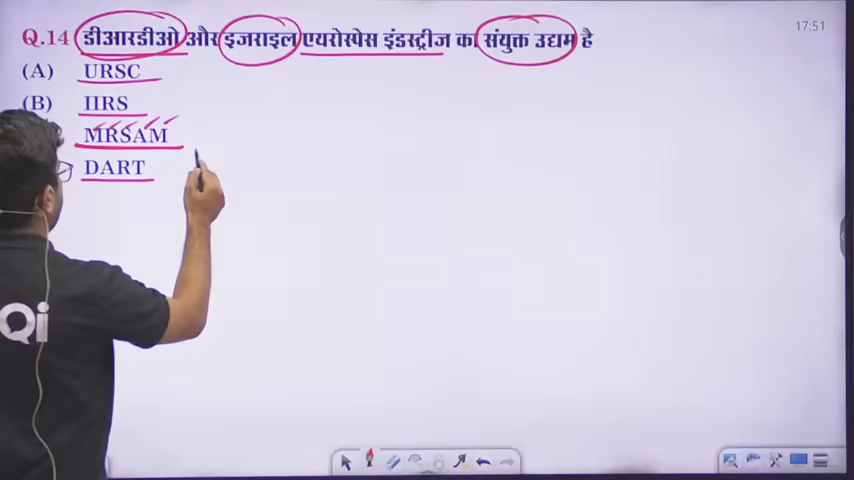 Q.14 डीआरडीओ और इजराइल एयरोस्पेस इंडस्ट्रीज का संयुक्त उद्यम है
17:51
(A) URSC
(B) IIRS
MRSAM
DART
Qi